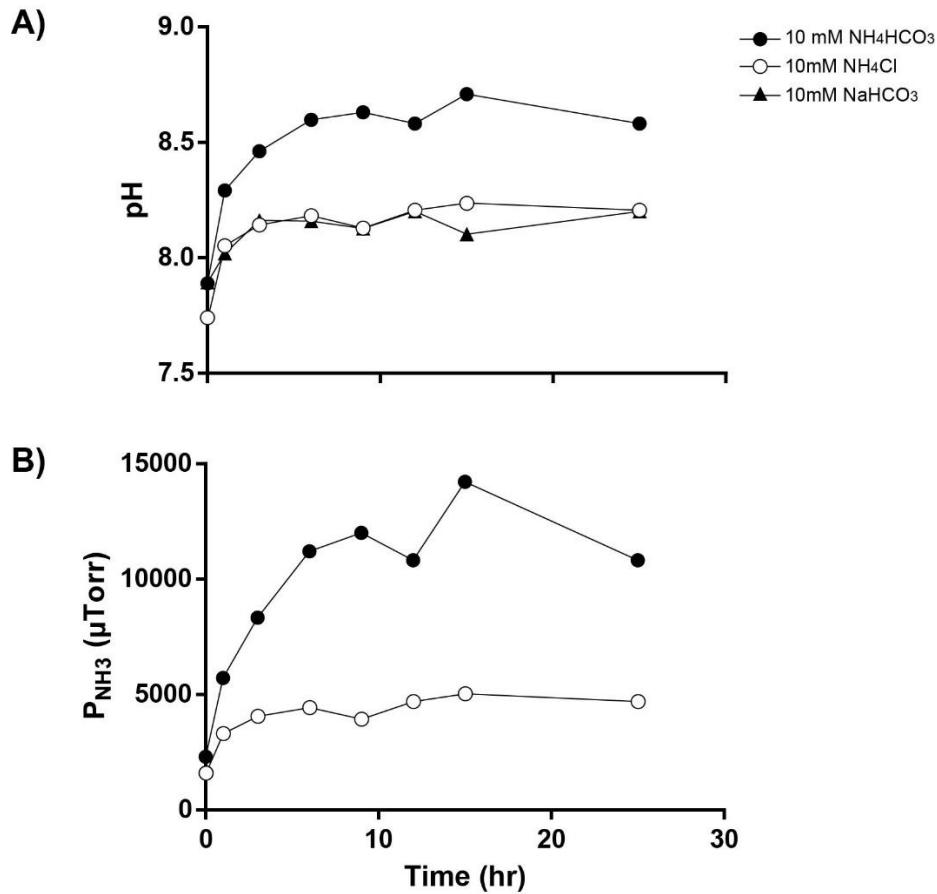 A)
9.0
8.5
8.0
7.5
pH
10 mM NH₄HCO₃
10mM NH₄Cl
10mM NaHCO₃
B)
15000
10000
5000
0
P_NH3 (µTorr)
0 10 20 30
Time (hr)